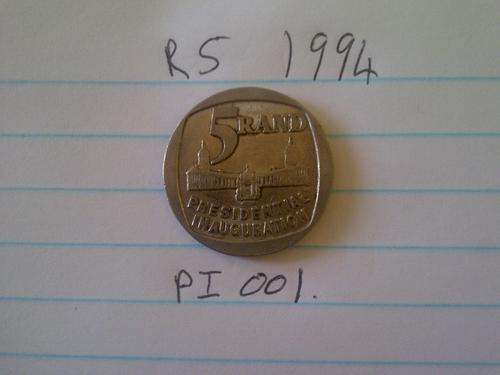 R5 1994
5 RAND
PRESIDENTIAL
INAUGURATION
PI 001.